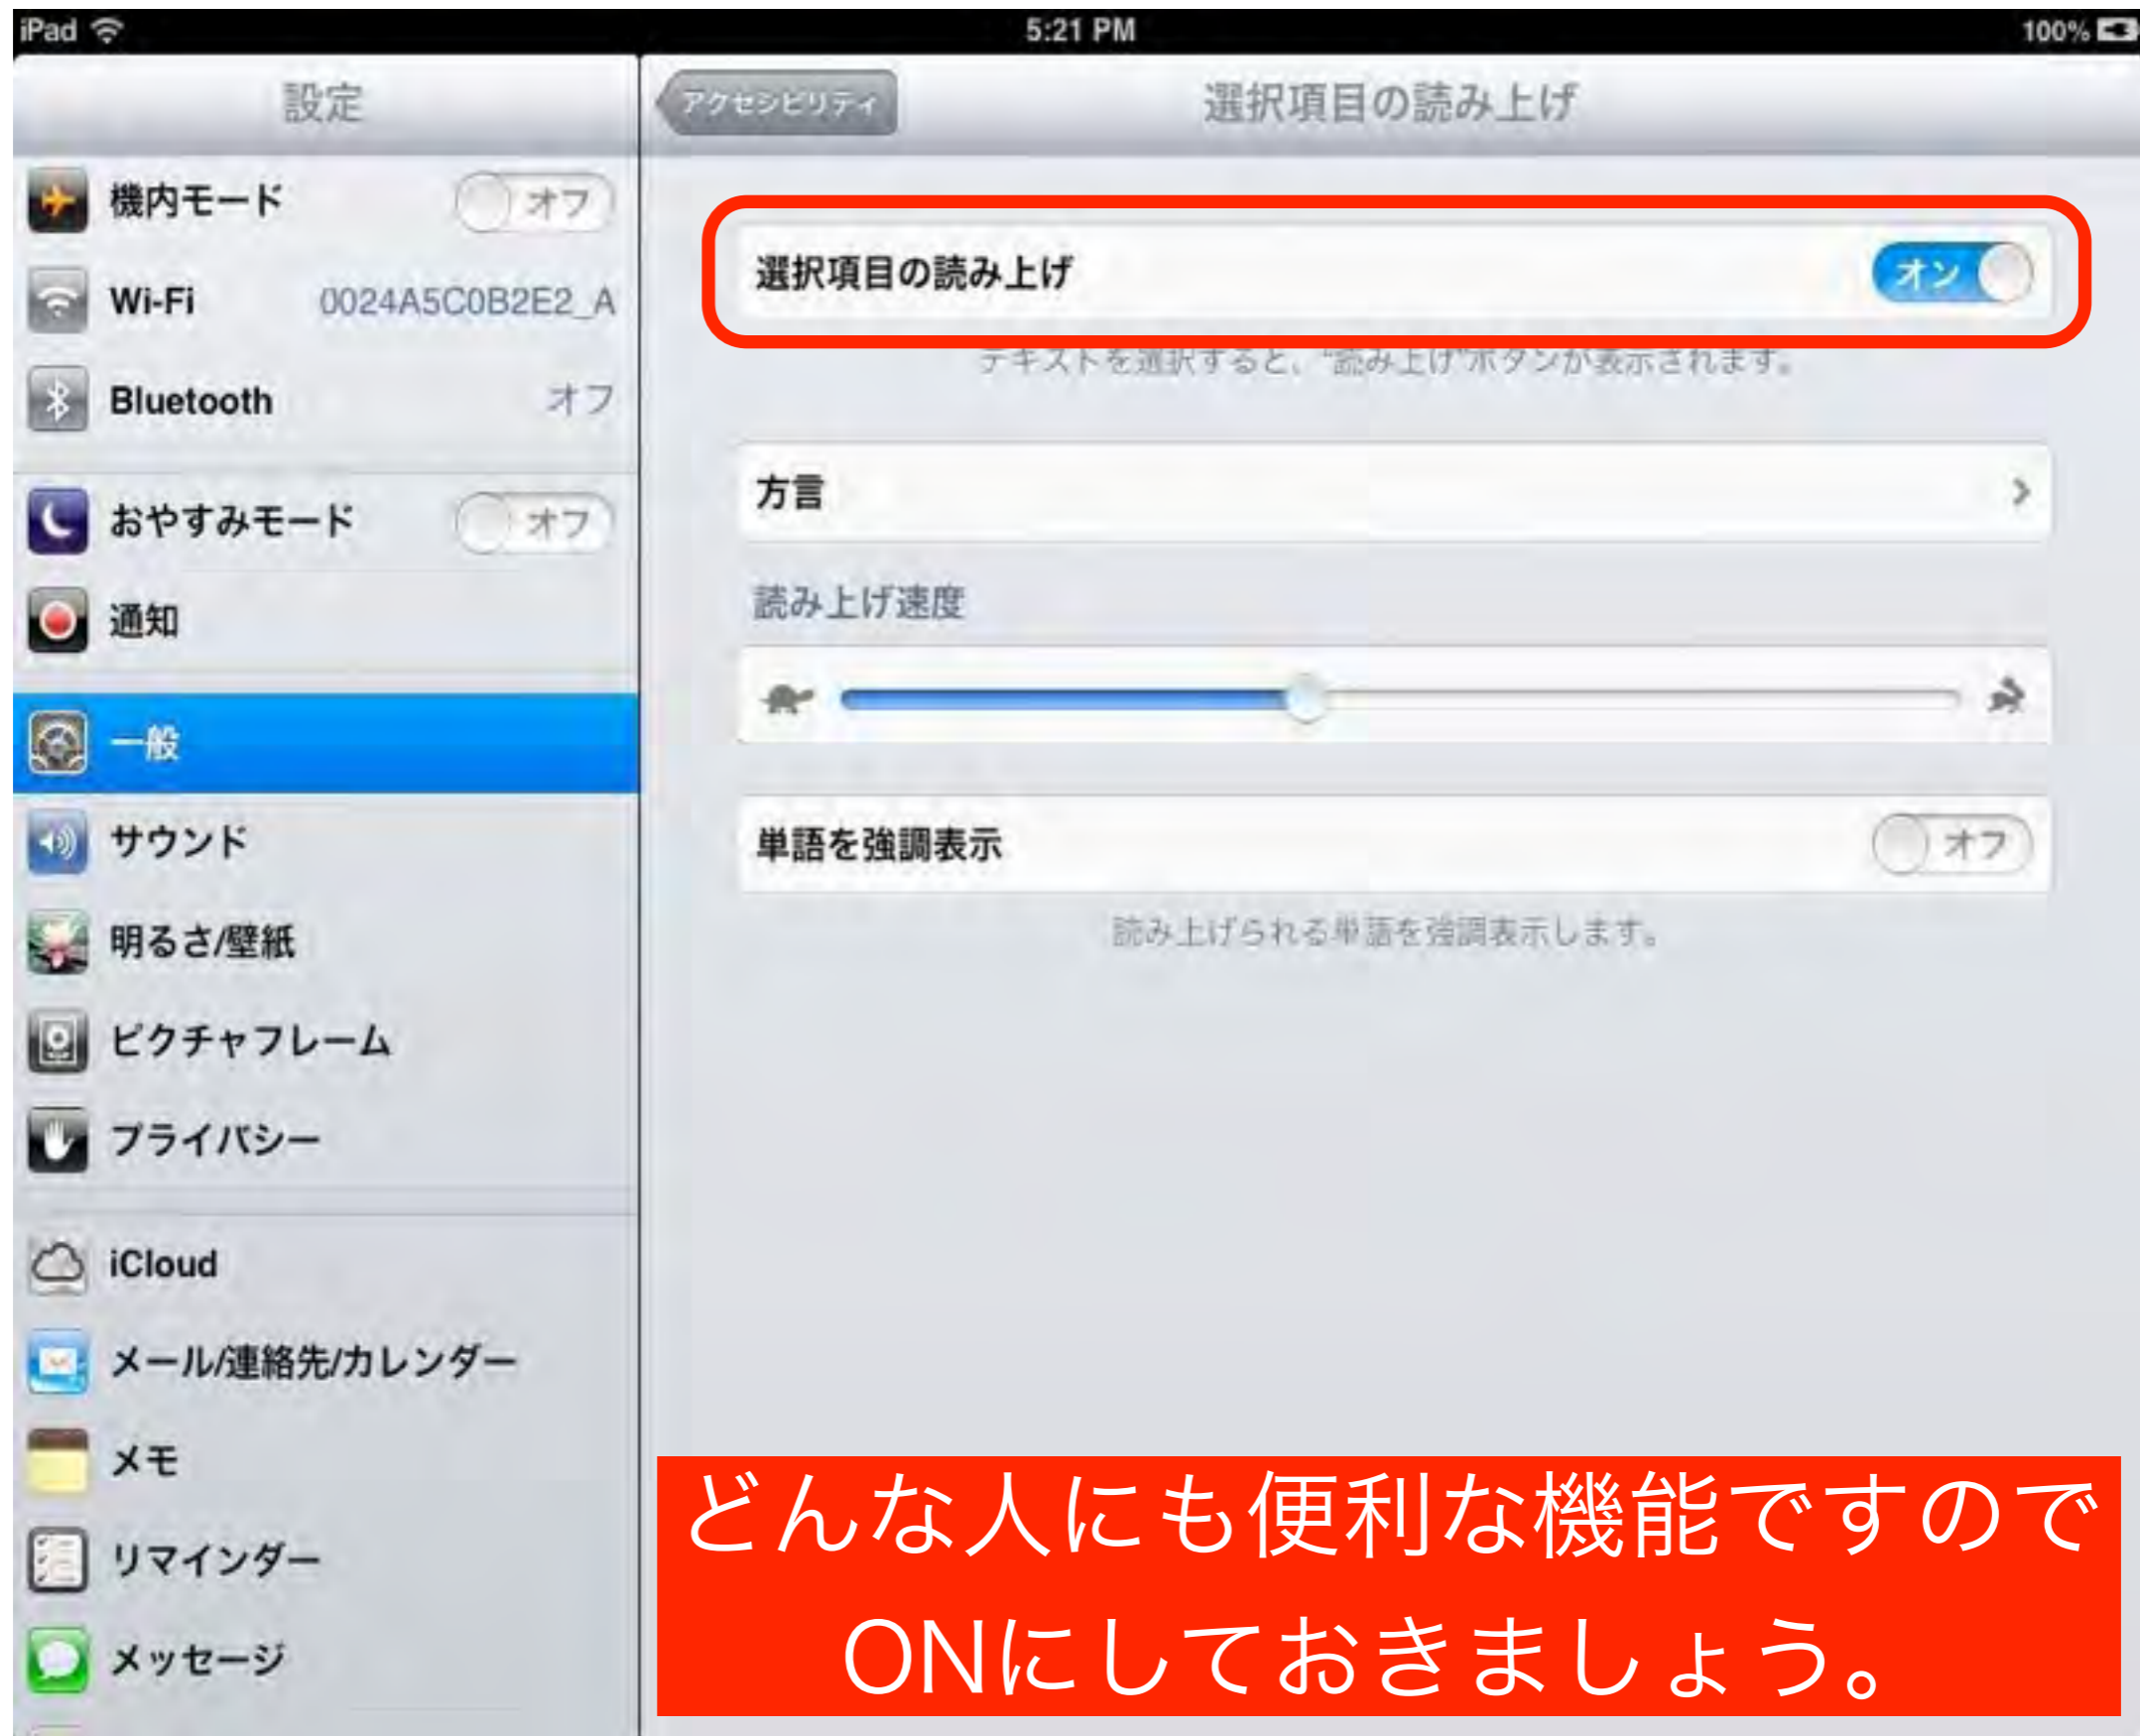 iPad
5:21 PM
100%
設定
機内モード オフ
Wi-Fi 0024A5C0B2E2_A
Bluetooth オフ
おやすみモード オフ
通知
一般
サウンド
明るさ/壁紙
ピクチャフレーム
プライバシー
iCloud
メール/連絡先/カレンダー
メモ
リマインダー
メッセージ
アクセシビリティ
選択項目の読み上げ
選択項目の読み上げ オン
テキストを選択すると、“読み上げ”ボタンが表示されます。
方言
読み上げ速度
単語を強調表示 オフ
読み上げられる単語を強調表示します。
どんな人にも便利な機能ですので
ONにしておきましょう。